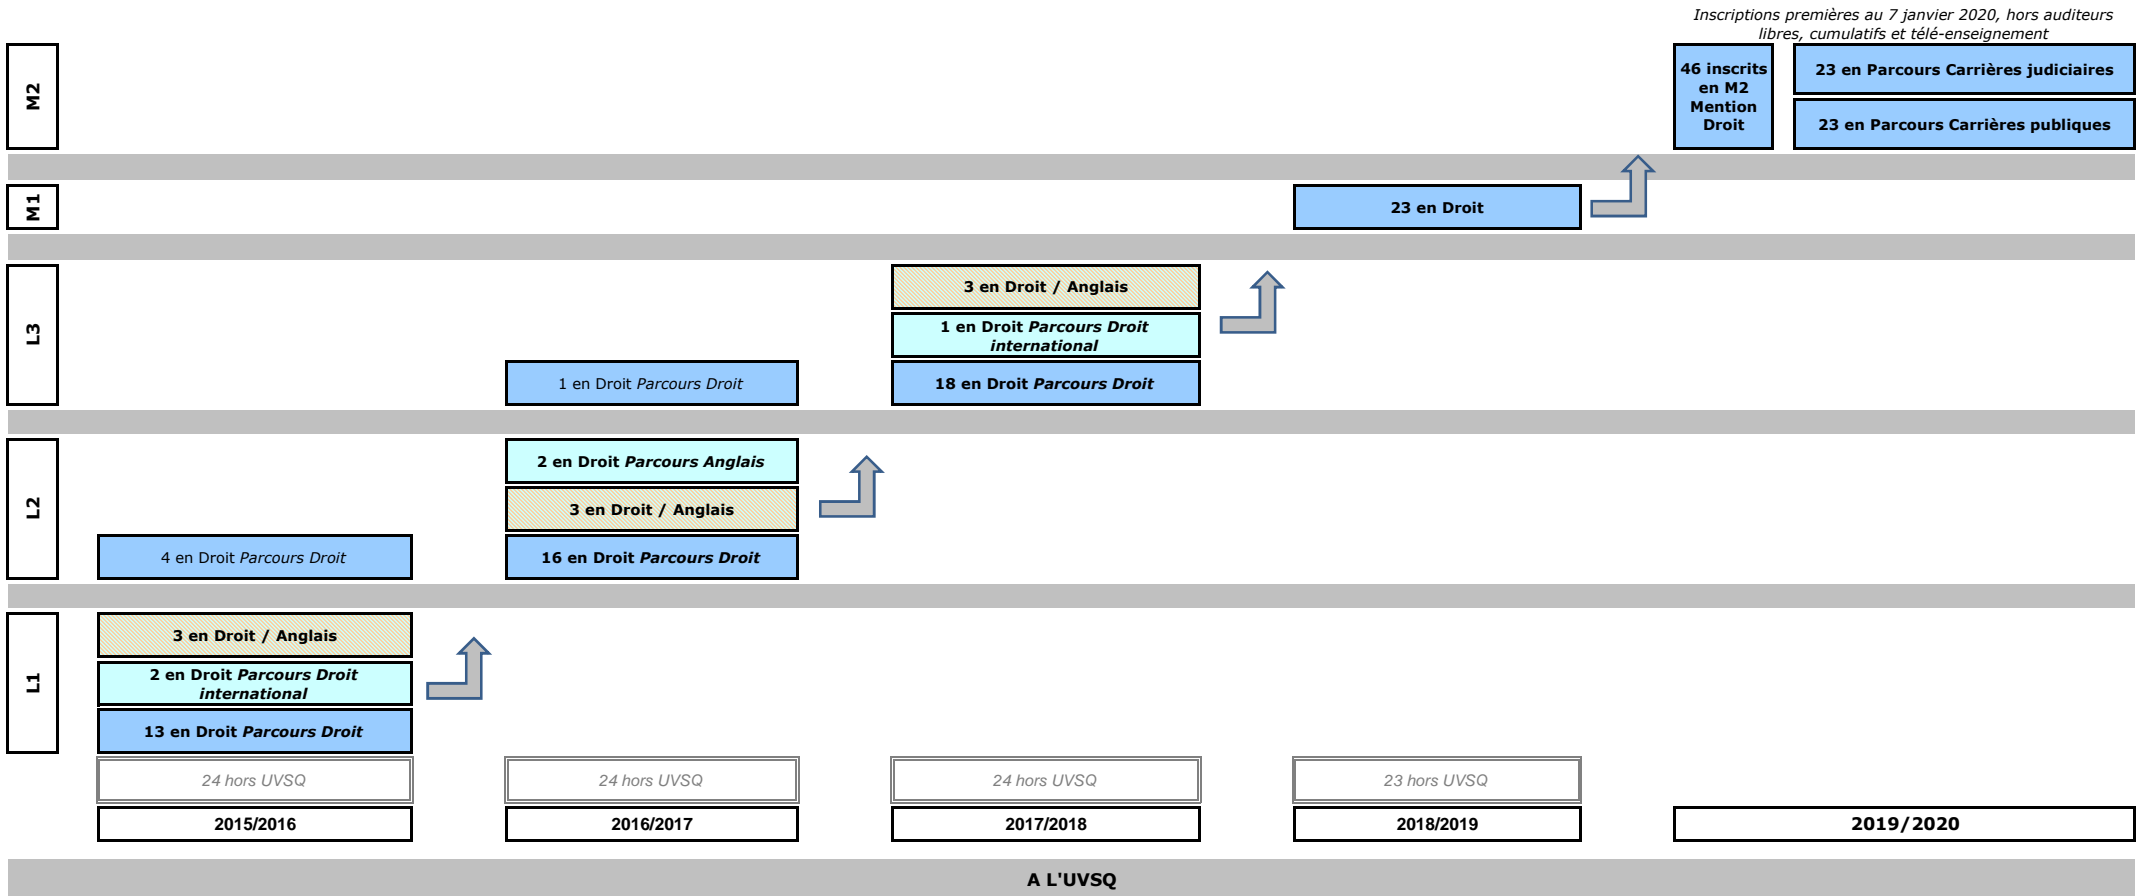 Inscriptions premières au 7 janvier 2020, hors auditeurs
libres, cumulatifs et télé-enseignement
M2
46 inscrits
en M2
Mention
Droit
23 en Parcours Carrières judiciaires
23 en Parcours Carrières publiques
M1
23 en Droit
L3
3 en Droit / Anglais
1 en Droit Parcours Droit
international
1 en Droit Parcours Droit
18 en Droit Parcours Droit
L2
2 en Droit Parcours Anglais
3 en Droit / Anglais
4 en Droit Parcours Droit
16 en Droit Parcours Droit
L1
3 en Droit / Anglais
2 en Droit Parcours Droit
international
13 en Droit Parcours Droit
24 hors UVSQ
24 hors UVSQ
24 hors UVSQ
23 hors UVSQ
2015/2016
2016/2017
2017/2018
2018/2019
2019/2020
A L'UVSQ